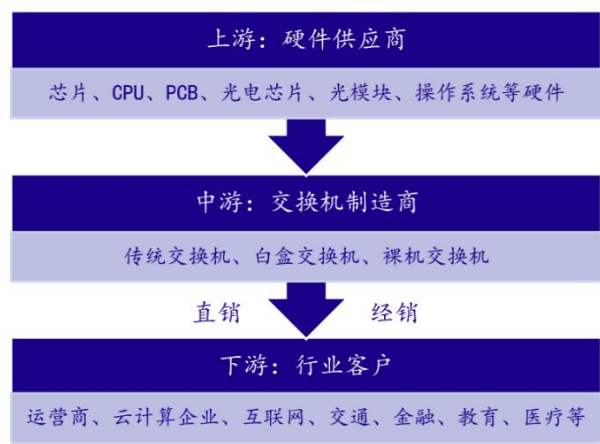 上游：硬件供应商
芯片、CPU、PCB、光电芯片、光模块、操作系统等硬件
中游：交换机制造商
传统交换机、白盒交换机、裸机交换机
直销 经销
下游：行业客户
运营商、云计算企业、互联网、交通、金融、教育、医疗等